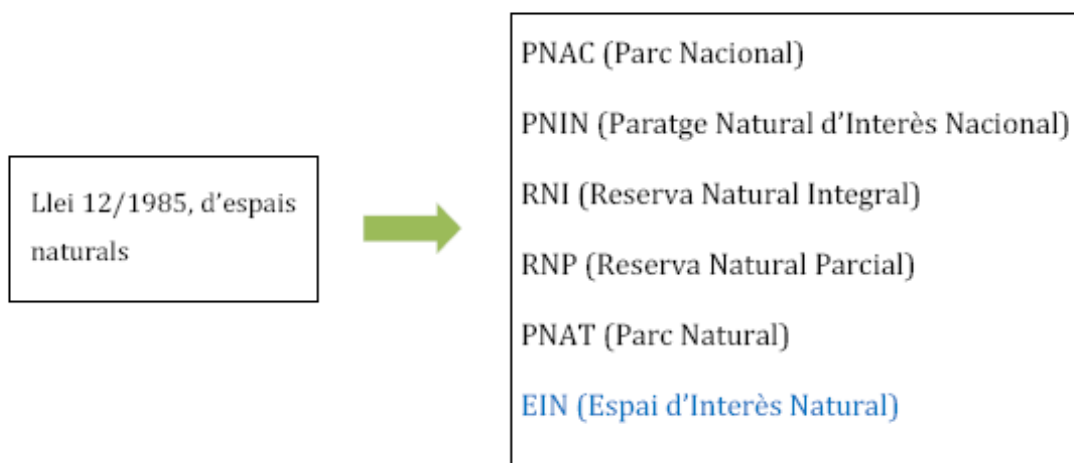 Llei 12/1985, d'espais
naturals
PNAC (Parc Nacional)
PNIN (Paratge Natural d'Interès Nacional)
RNI (Reserva Natural Integral)
RNP (Reserva Natural Parcial)
PNAT (Parc Natural)
EIN (Espai d'Interès Natural)